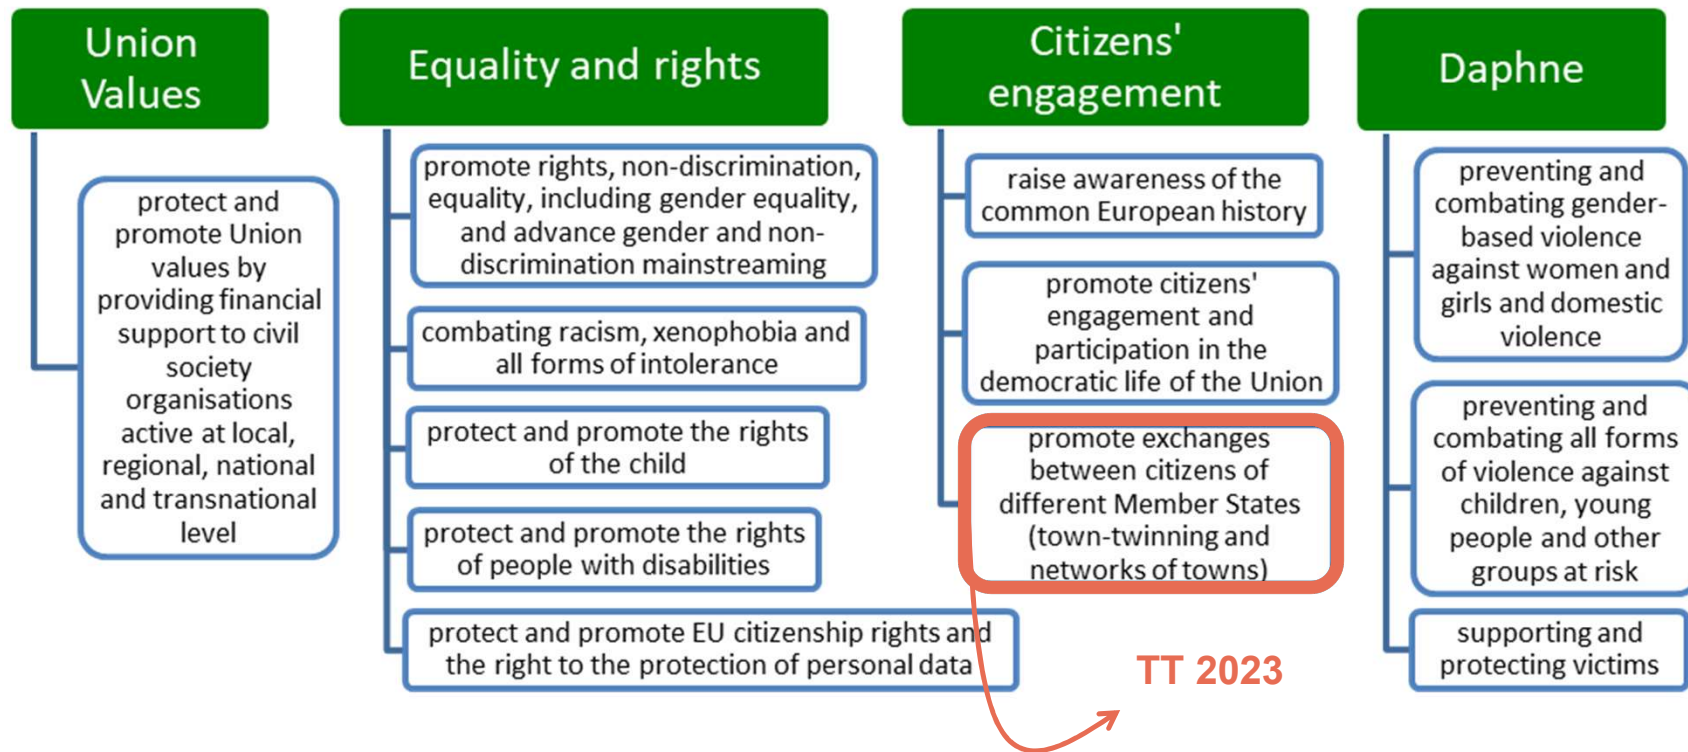 Union
Values
protect and
promote Union
values by
providing financial
support to civil
society
organisations
active at local,
regional, national
and transnational
level
Equality and rights
promote rights, non-discrimination,
equality, including gender equality,
and advance gender and non-
discrimination mainstreaming
combating racism, xenophobia and
all forms of intolerance
protect and promote the rights
of the child
protect and promote the rights
of people with disabilities
protect and promote EU citizenship rights and
the right to the protection of personal data
Citizens'
engagement
raise awareness of the
common European history
promote citizens'
engagement and
participation in the
democratic life of the Union
promote exchanges
between citizens of
different Member States
(town-twinning and
networks of towns)
TT 2023
Daphne
preventing and
combating gender-
based violence
against women and
girls and domestic
violence
preventing and
combating all forms
of violence against
children, young
people and other
groups at risk
supporting and
protecting victims